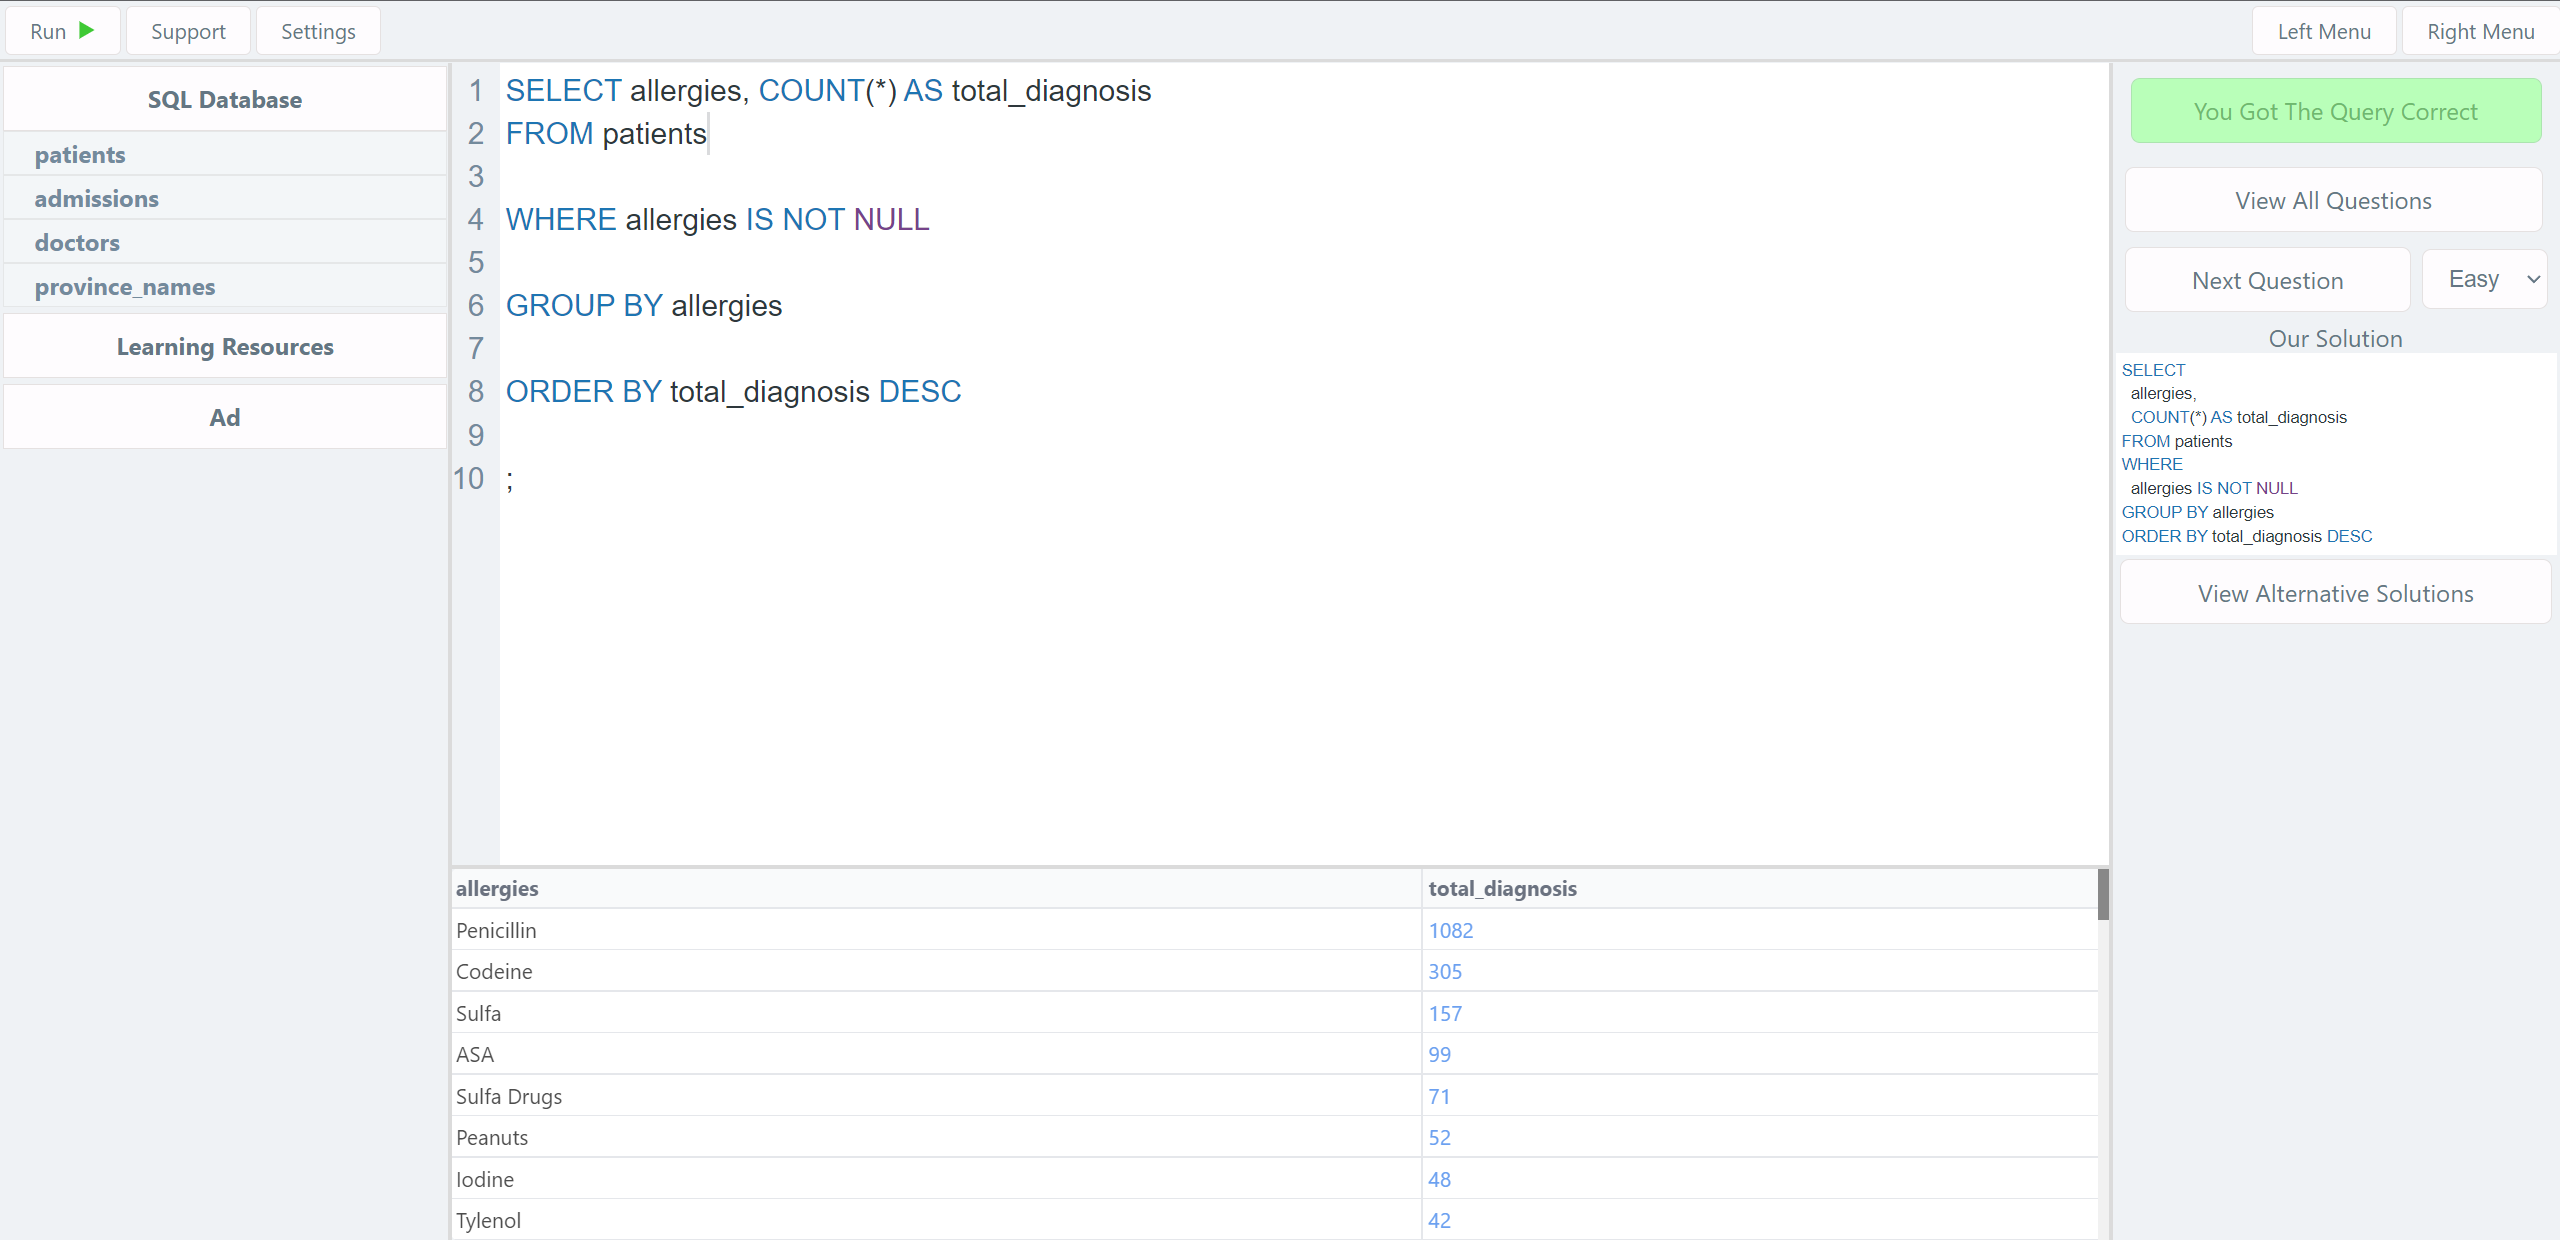 Run Support Settings Left Menu Right Menu
SQL Database
patients
admissions
doctors
province_names
Learning Resources
Ad
1 SELECT allergies, COUNT(*) AS total_diagnosis
2 FROM patients
3
4 WHERE allergies IS NOT NULL
5
6 GROUP BY allergies
7
8 ORDER BY total_diagnosis DESC
9
10 ;
allergies total_diagnosis
Penicillin 1082
Codeine 305
Sulfa 157
ASA 99
Sulfa Drugs 71
Peanuts 52
Iodine 48
Tylenol 42
You Got The Query Correct
View All Questions
Next Question Easy
Our Solution
SELECT
allergies,
COUNT(*) AS total_diagnosis
FROM patients
WHERE
allergies IS NOT NULL
GROUP BY allergies
ORDER BY total_diagnosis DESC
View Alternative Solutions